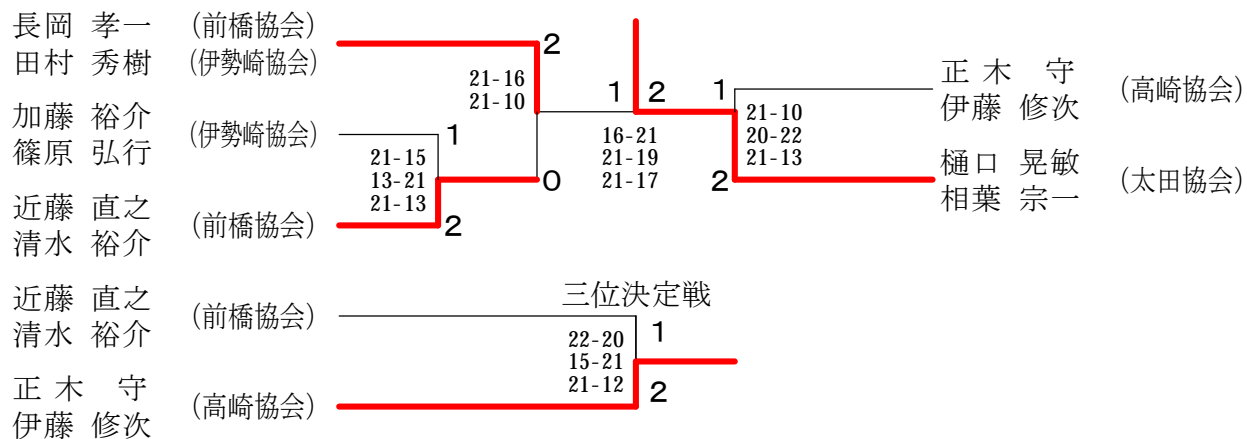 長岡 孝一 (前橋協会)
田村 秀樹 (伊勢崎協会)
2
21-16
21-10
加藤 裕介
篠原 弘行
(伊勢崎協会)
1
21-15
13-21
21-13
0
近藤 直之
清水 裕介
(前橋協会)
2
1 2
16-21
21-19
21-17
1
21-10
20-22
21-13
2
正木 守
伊藤 修次
(高崎協会)
樋口 晃敏
相葉 宗一
(太田協会)
三位決定戦
近藤 直之
清水 裕介
(前橋協会)
1
22-20
15-21
21-12
2
正木 守
伊藤 修次
(高崎協会)